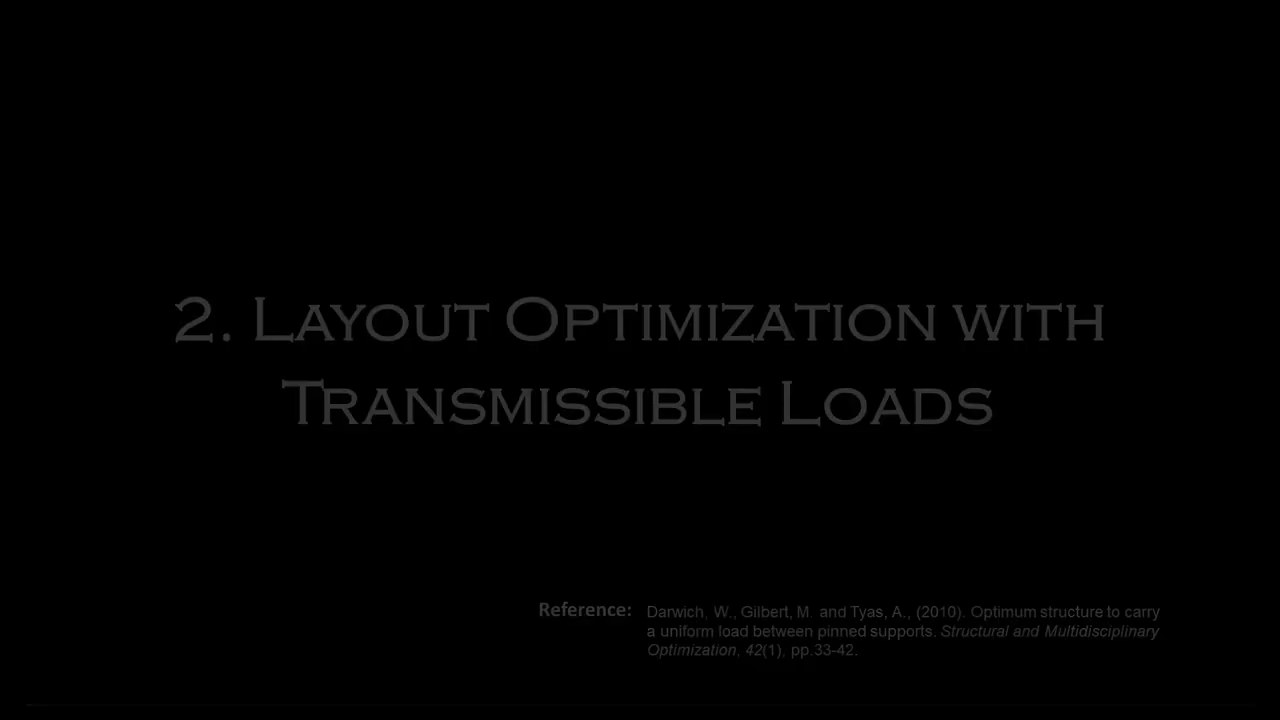 2. Layout Optimization with
Transmissible Loads
Reference: Darwich, W., Gilbert, M. and Tyas, A., (2010). Optimum structure to carry
a uniform load between pinned supports. Structural and Multidisciplinary
Optimization, 42(1), pp.33-42.